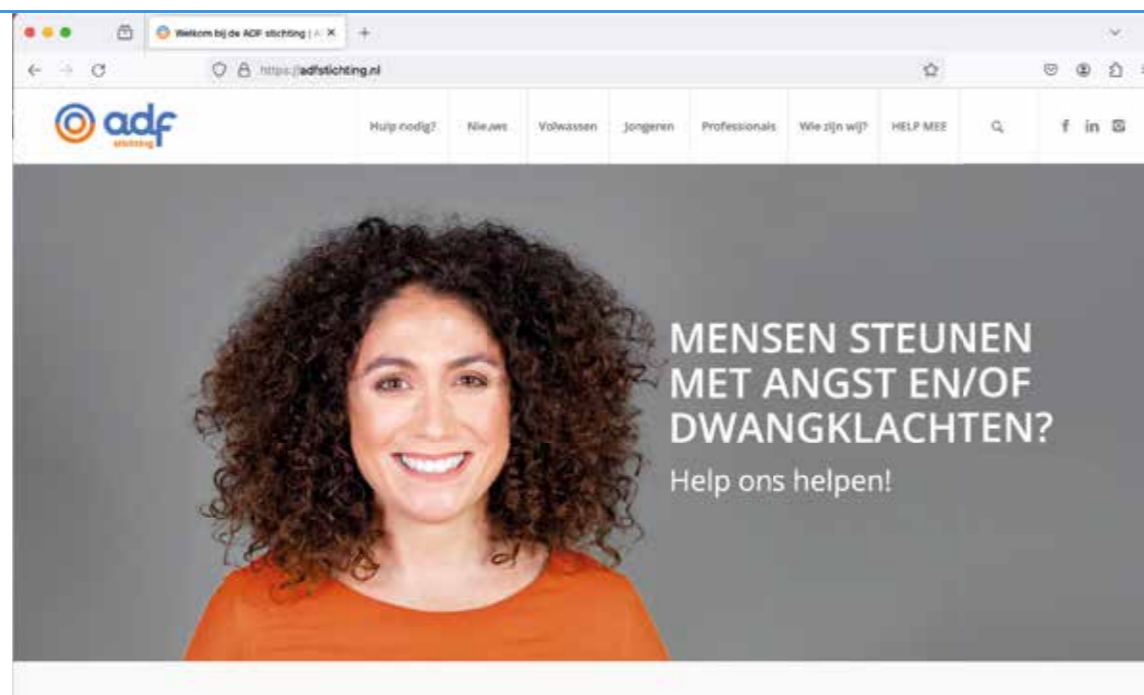 Welkom bij de ADF stichting | A
https://adfstichting.nl
adf
stichting
Hulp nodig?
Nieuws
Volwassen
Jongeren
Professionals
Wie zijn wij?
HELP MEE
f in
MENSEN STEUNEN
MET ANGST EN/OF
DWANGKLACHTEN?
Help ons helpen!